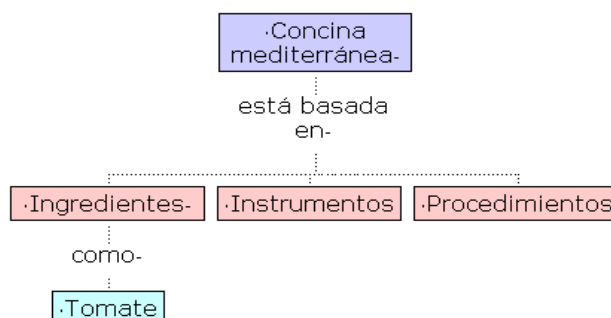 ·Concina
mediterránea-
está basada
en-
·Ingredientes-
·Instrumentos
·Procedimientos
como-
·Tomate